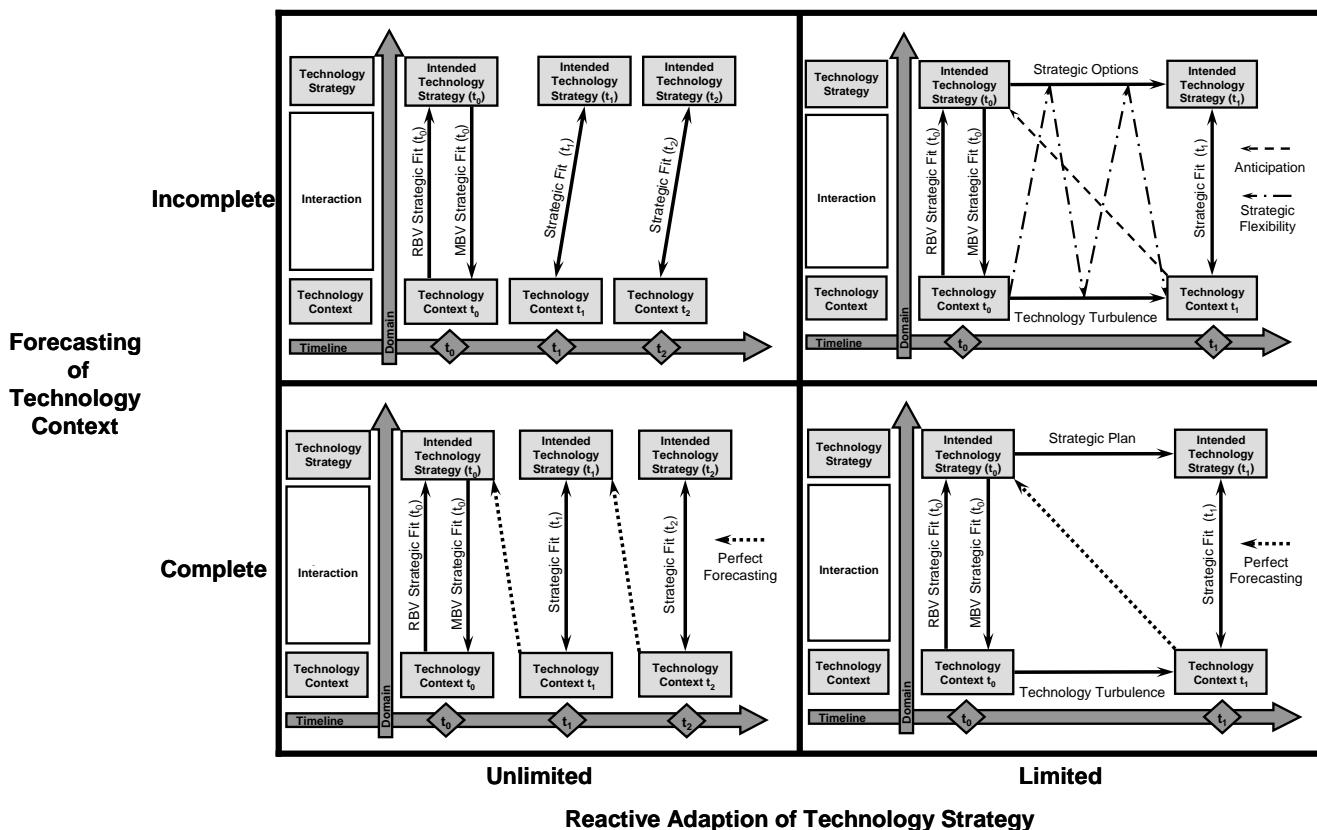 Forecasting
of
Technology
Context
Incomplete
Technology
Strategy
Interaction
Technology
Context
Domain
Intended
Technology
Strategy (t0)
Intended
Technology
Strategy(t1)
Intended
Technology
Strategy (t2)
RBV Strategic Fit (t0)
MBV Strategic Fit (t0)
Strategic Fit (t1)
Strategic Fit (t2)
Technology
Context t0
Technology
Context t1
Technology
Context t2
Timeline
t0
t1
t2
Technology
Strategy
Interaction
Technology
Context
Domain
Intended
Technology
Strategy (t0)
Strategic Options
Intended
Technology
Strategy (t1)
RBV Strategic Fit (t0)
MBV Strategic Fit (t0)
Strategic Fit (t1)
Anticipation
Strategic
Flexibility
Technology
Context t0
Technology Turbulence
Technology
Context t1
Timeline
t0
t1
Complete
Technology
Strategy
Interaction
Technology
Context
Domain
Intended
Technology
Strategy (t0)
Intended
Technology
Strategy (t1)
Intended
Technology
Strategy (t2)
RBV Strategic Fit (t0)
MBV Strategic Fit (t0)
Strategic Fit (t1)
Strategic Fit (t2)
Perfect
Forecasting
Technology
Context t0
Technology
Context t1
Technology
Context t2
Timeline
t0
t1
t2
Technology
Strategy
Interaction
Technology
Context
Domain
Intended
Technology
Strategy (t0)
Strategic Plan
Intended
Technology
Strategy (t1)
RBV Strategic Fit (t0)
MBV Strategic Fit (t0)
Strategic Fit (t1)
Perfect
Forecasting
Technology
Context t0
Technology Turbulence
Technology
Context t1
Timeline
t0
t1
Unlimited
Limited
Reactive Adaption of Technology Strategy